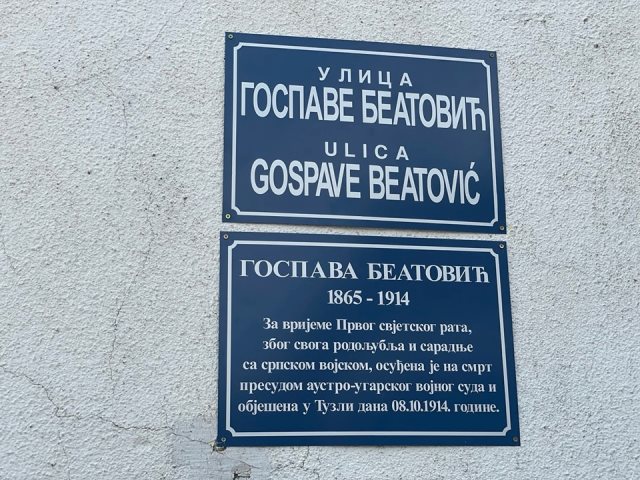 УЛИЦА
ГОСПАВЕ БЕАТОВИЋ
ULICA
GOSPAVE BEATOVIĆ
ГОСПАВА БЕАТОВИЋ
1865 - 1914
За вријеме Првог свјетског рата,
због свога родољубља и сарадње
са српском војском, осуђена је на смрт
пресудом аустро-угарског војног суда и
објешена у Тузли дана 08.10.1914. године.